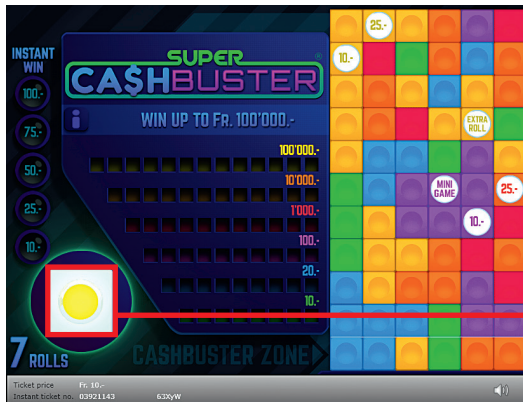 INSTANT
WIN
100.-
75.-
50.-
25.-
10.-
SUPER
CA$HBUSTER
i WIN UP TO FR. 100'000.-
100'000.-
10'000.-
1'000.-
100.-
20.-
10.-
25.-
10.-
EXTRA
ROLL
MINI
GAME
25.-
10.-
7 ROLLS
CASHBUSTER ZONE
Ticket price Fr. 10.-
Instant ticket no. 03921143 63XyW